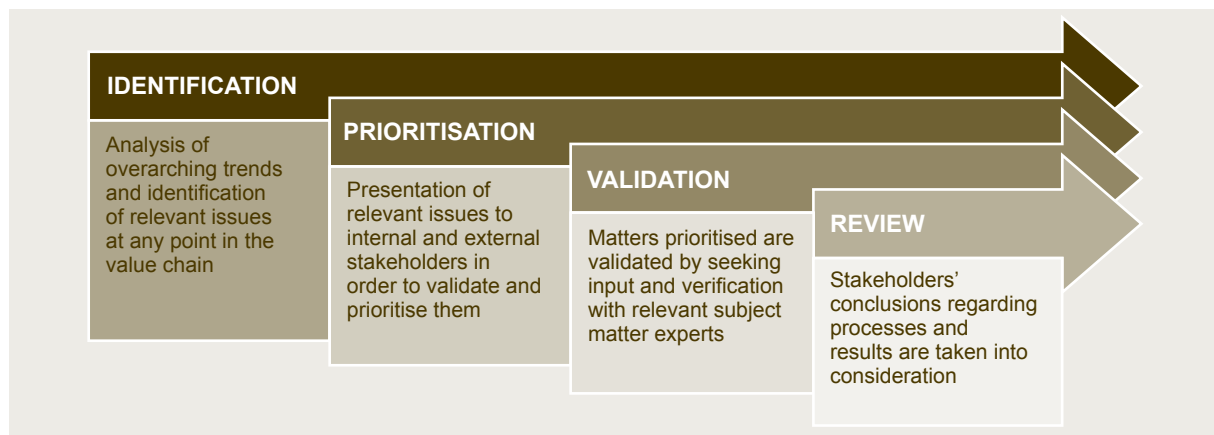 IDENTIFICATION
Analysis of
overarching trends
and identification
of relevant issues
at any point in the
value chain
PRIORITISATION
Presentation of
relevant issues to
internal and external
stakeholders in
order to validate and
prioritise them
VALIDATION
Matters prioritised are
validated by seeking
input and verification
with relevant subject
matter experts
REVIEW
Stakeholders’
conclusions regarding
processes and
results are taken into
consideration